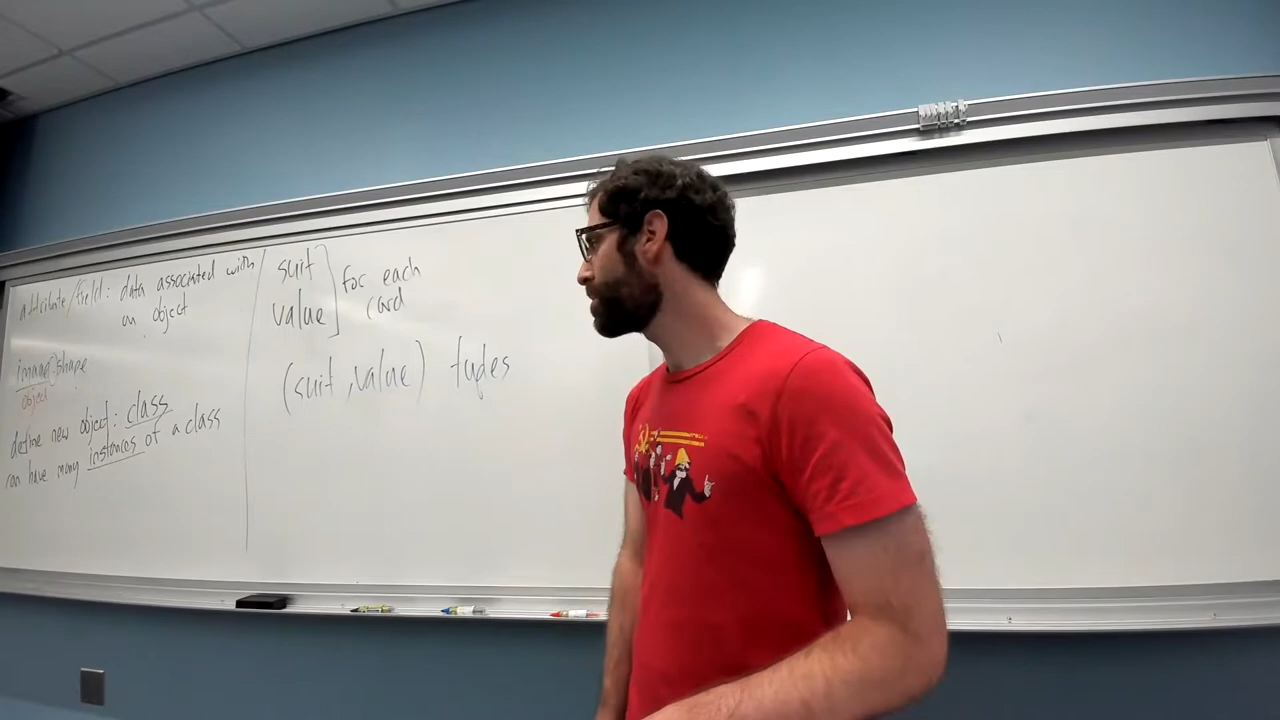 attribute/field: data associated with
an object
image.shape
object
define new object: class
can have many instances of a class
suit
value
for each
card
(suit, value) tuples